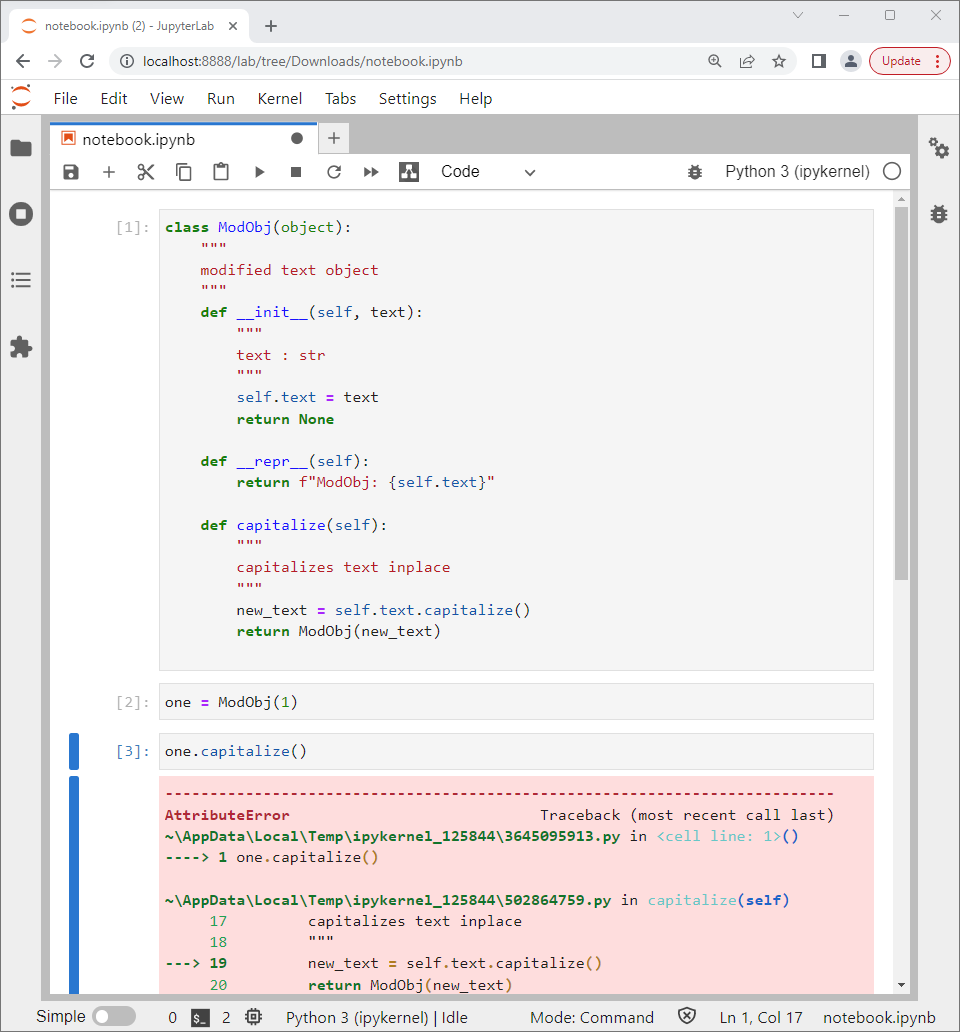 notebook.ipynb (2) - JupyterLab
localhost:8888/lab/tree/Downloads/notebook.ipynb
Update
File Edit View Run Kernel Tabs Settings Help
notebook.ipynb
Code
Python 3 (ipykernel)
[1]: class ModObj(object):
    """
    modified text object
    """
    def __init__(self, text):
        """
        text : str
        """
        self.text = text
        return None

    def __repr__(self):
        return f"ModObj: {self.text}"

    def capitalize(self):
        """
        capitalizes text inplace
        """
        new_text = self.text.capitalize()
        return ModObj(new_text)
[2]: one = ModObj(1)
[3]: one.capitalize()
---------------------------------------------------------------------------
AttributeError                            Traceback (most recent call last)
~\AppData\Local\Temp\ipykernel_125844\3645095913.py in <cell line: 1>()
----> 1 one.capitalize()

~\AppData\Local\Temp\ipykernel_125844\502864759.py in capitalize(self)
     17         capitalizes text inplace
     18         """
---> 19         new_text = self.text.capitalize()
     20         return ModObj(new_text)
Simple 0 $_ 2 Python 3 (ipykernel) | Idle Mode: Command Ln 1, Col 17 notebook.ipynb